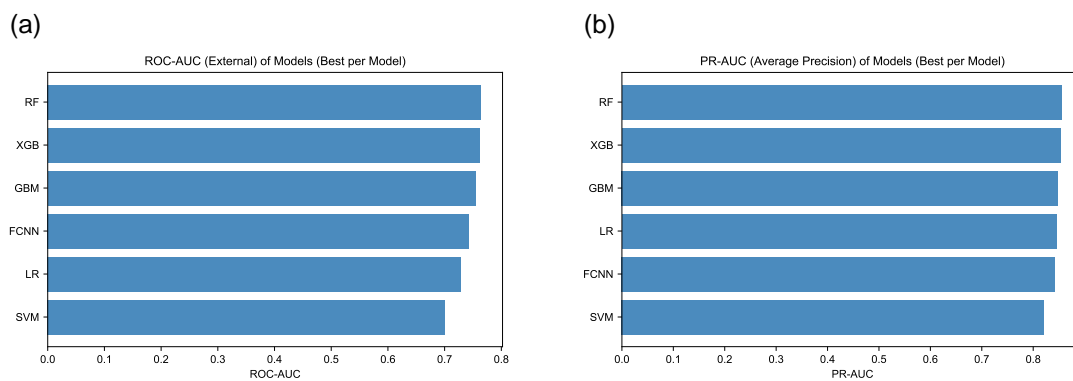 (a)
ROC-AUC (External) of Models (Best per Model)
RF
XGB
GBM
FCNN
LR
SVM
0.0 0.1 0.2 0.3 0.4 0.5 0.6 0.7 0.8
ROC-AUC
(b)
PR-AUC (Average Precision) of Models (Best per Model)
RF
XGB
GBM
LR
FCNN
SVM
0.0 0.1 0.2 0.3 0.4 0.5 0.6 0.7 0.8
PR-AUC